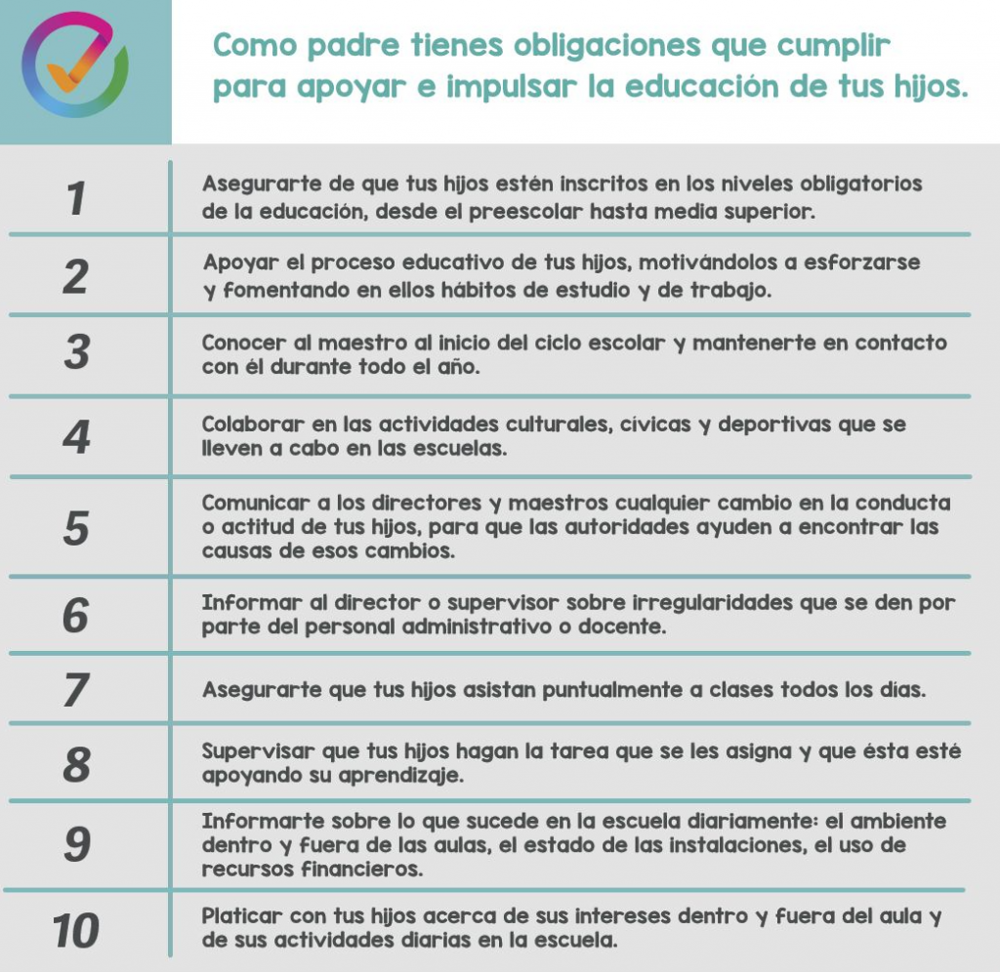 Como padre tienes obligaciones que cumplir
para apoyar e impulsar la educación de tus hijos.
1
Asegurarte de que tus hijos estén inscritos en los niveles obligatorios
de la educación, desde el preescolar hasta media superior.
2
Apoyar el proceso educativo de tus hijos, motivándolos a esforzarse
y fomentando en ellos hábitos de estudio y de trabajo.
3
Conocer al maestro al inicio del ciclo escolar y mantenerte en contacto
con él durante todo el año.
4
Colaborar en las actividades culturales, cívicas y deportivas que se
lleven a cabo en las escuelas.
5
Comunicar a los directores y maestros cualquier cambio en la conducta
o actitud de tus hijos, para que las autoridades ayuden a encontrar las
causas de esos cambios.
6
Informar al director o supervisor sobre irregularidades que se den por
parte del personal administrativo o docente.
7
Asegurarte que tus hijos asistan puntualmente a clases todos los días.
8
Supervisar que tus hijos hagan la tarea que se les asigna y que ésta esté
apoyando su aprendizaje.
9
Informarte sobre lo que sucede en la escuela diariamente: el ambiente
dentro y fuera de las aulas, el estado de las instalaciones, el uso de
recursos financieros.
10
Platicar con tus hijos acerca de sus intereses dentro y fuera del aula y
de sus actividades diarias en la escuela.